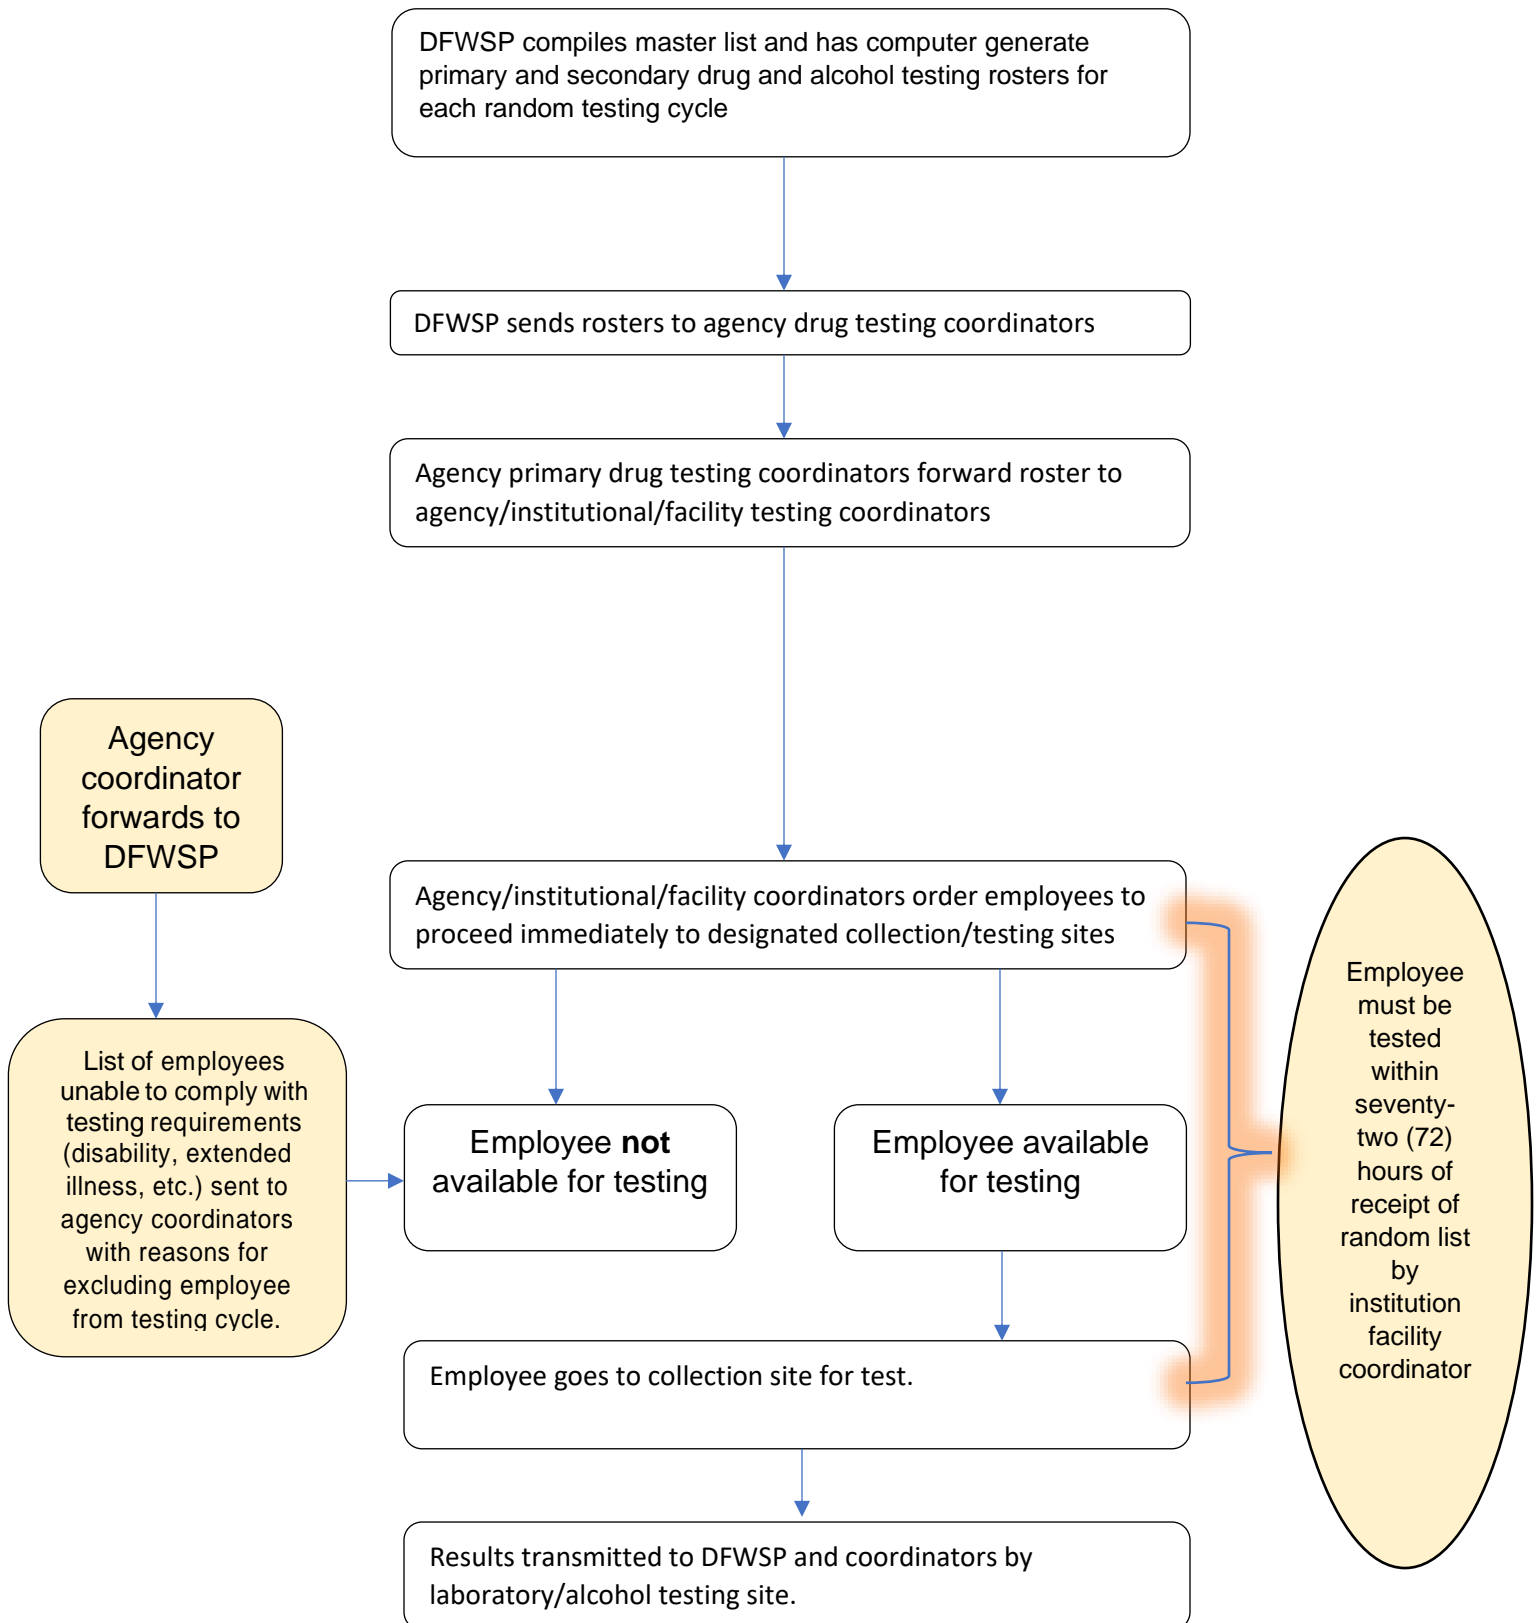 DFWSP compiles master list and has computer generate
primary and secondary drug and alcohol testing rosters for
each random testing cycle
DFWSP sends rosters to agency drug testing coordinators
Agency primary drug testing coordinators forward roster to
agency/institutional/facility testing coordinators
Agency
coordinator
forwards to
DFWSP
Agency/institutional/facility coordinators order employees to
proceed immediately to designated collection/testing sites
List of employees
unable to comply with
testing requirements
(disability, extended
illness, etc.) sent to
agency coordinators
with reasons for
excluding employee
from testing cycle.
Employee not
available for testing
Employee available
for testing
Employee
must be
tested
within
seventy-
two (72)
hours of
receipt of
random list
by
institution
facility
coordinator
Employee goes to collection site for test.
Results transmitted to DFWSP and coordinators by
laboratory/alcohol testing site.